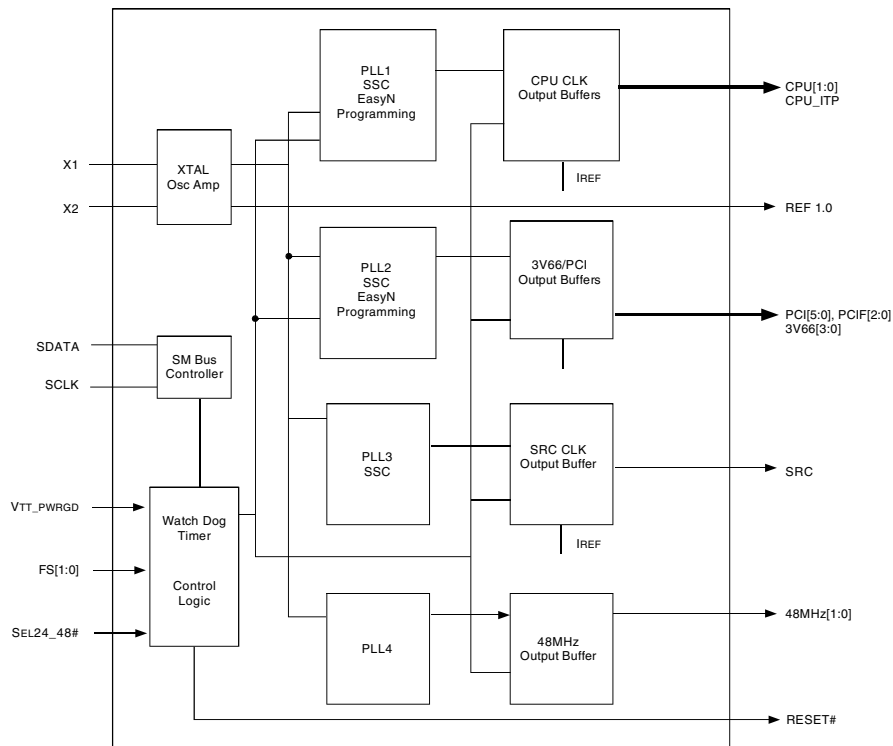 PLL1
SSC
EasyN
Programming
CPU CLK
Output Buffers
CPU[1:0]
CPU_ITP
X1
X2
XTAL
Osc Amp
IREF
REF 1.0
PLL2
SSC
EasyN
Programming
3V66/PCI
Output Buffers
PCI[5:0], PCIF[2:0]
3V66[3:0]
SDATA
SCLK
SM Bus
Controller
PLL3
SSC
SRC CLK
Output Buffer
SRC
IREF
VTT_PWRGD
FS[1:0]
SEL24_48#
Watch Dog
Timer
Control
Logic
PLL4
48MHz
Output Buffer
48MHz[1:0]
RESET#